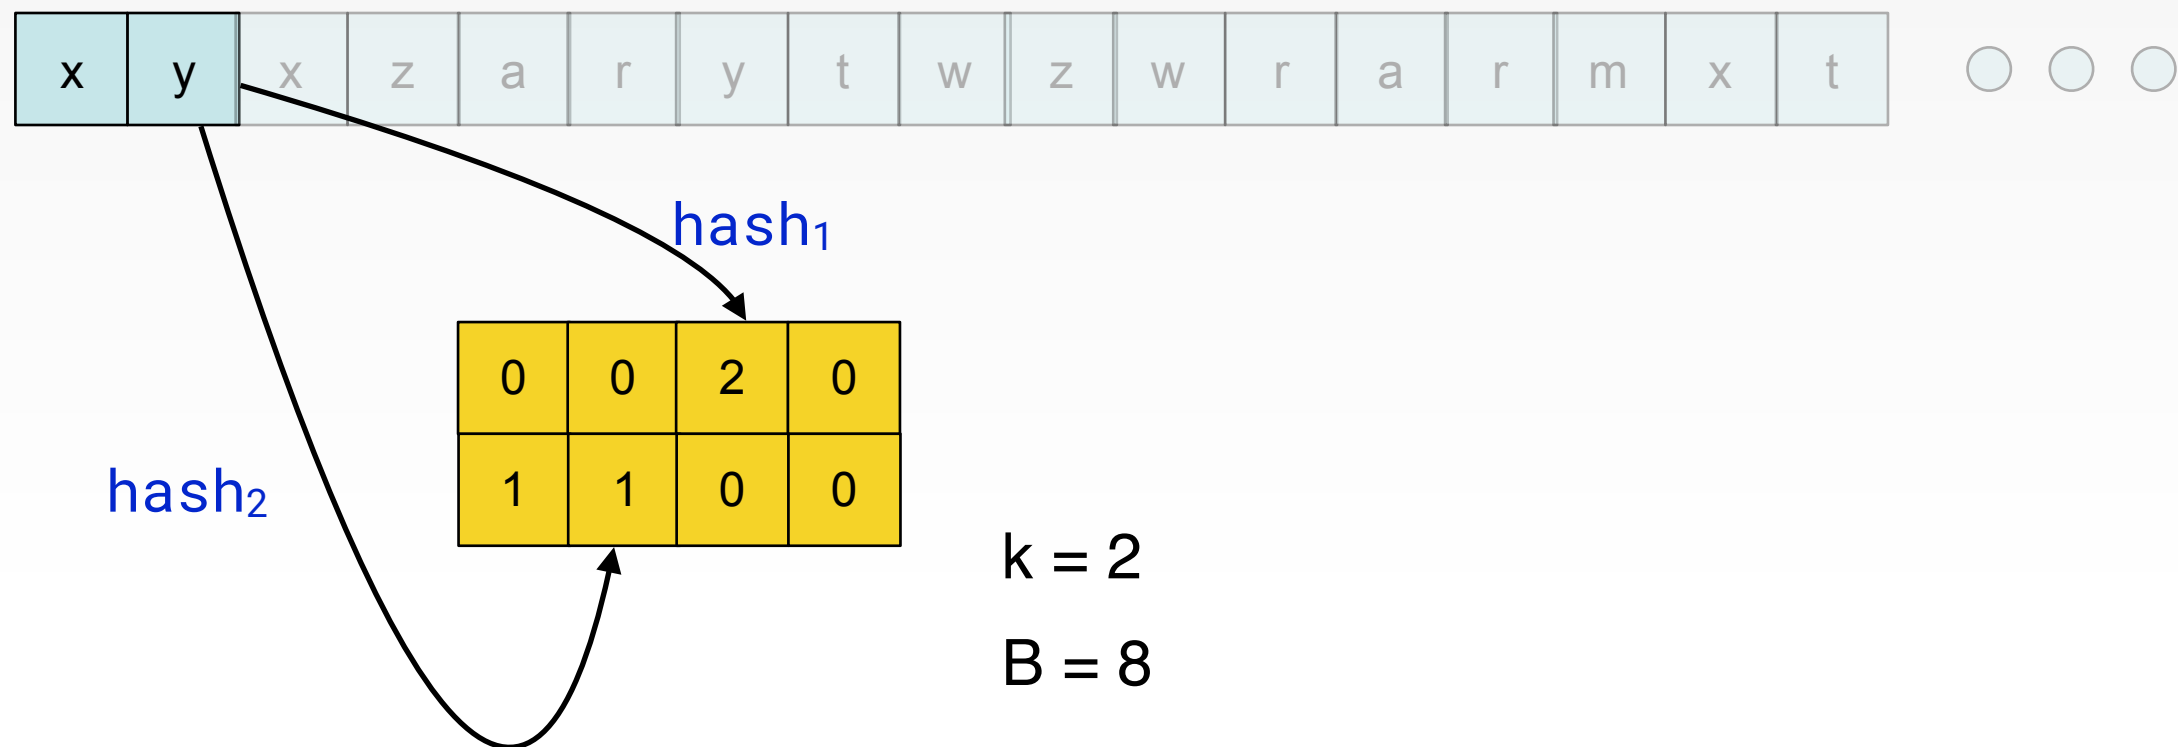 x y x z a r y t w z w r a r m x t
hash1
0 0 2 0
hash2
1 1 0 0
k = 2
B = 8